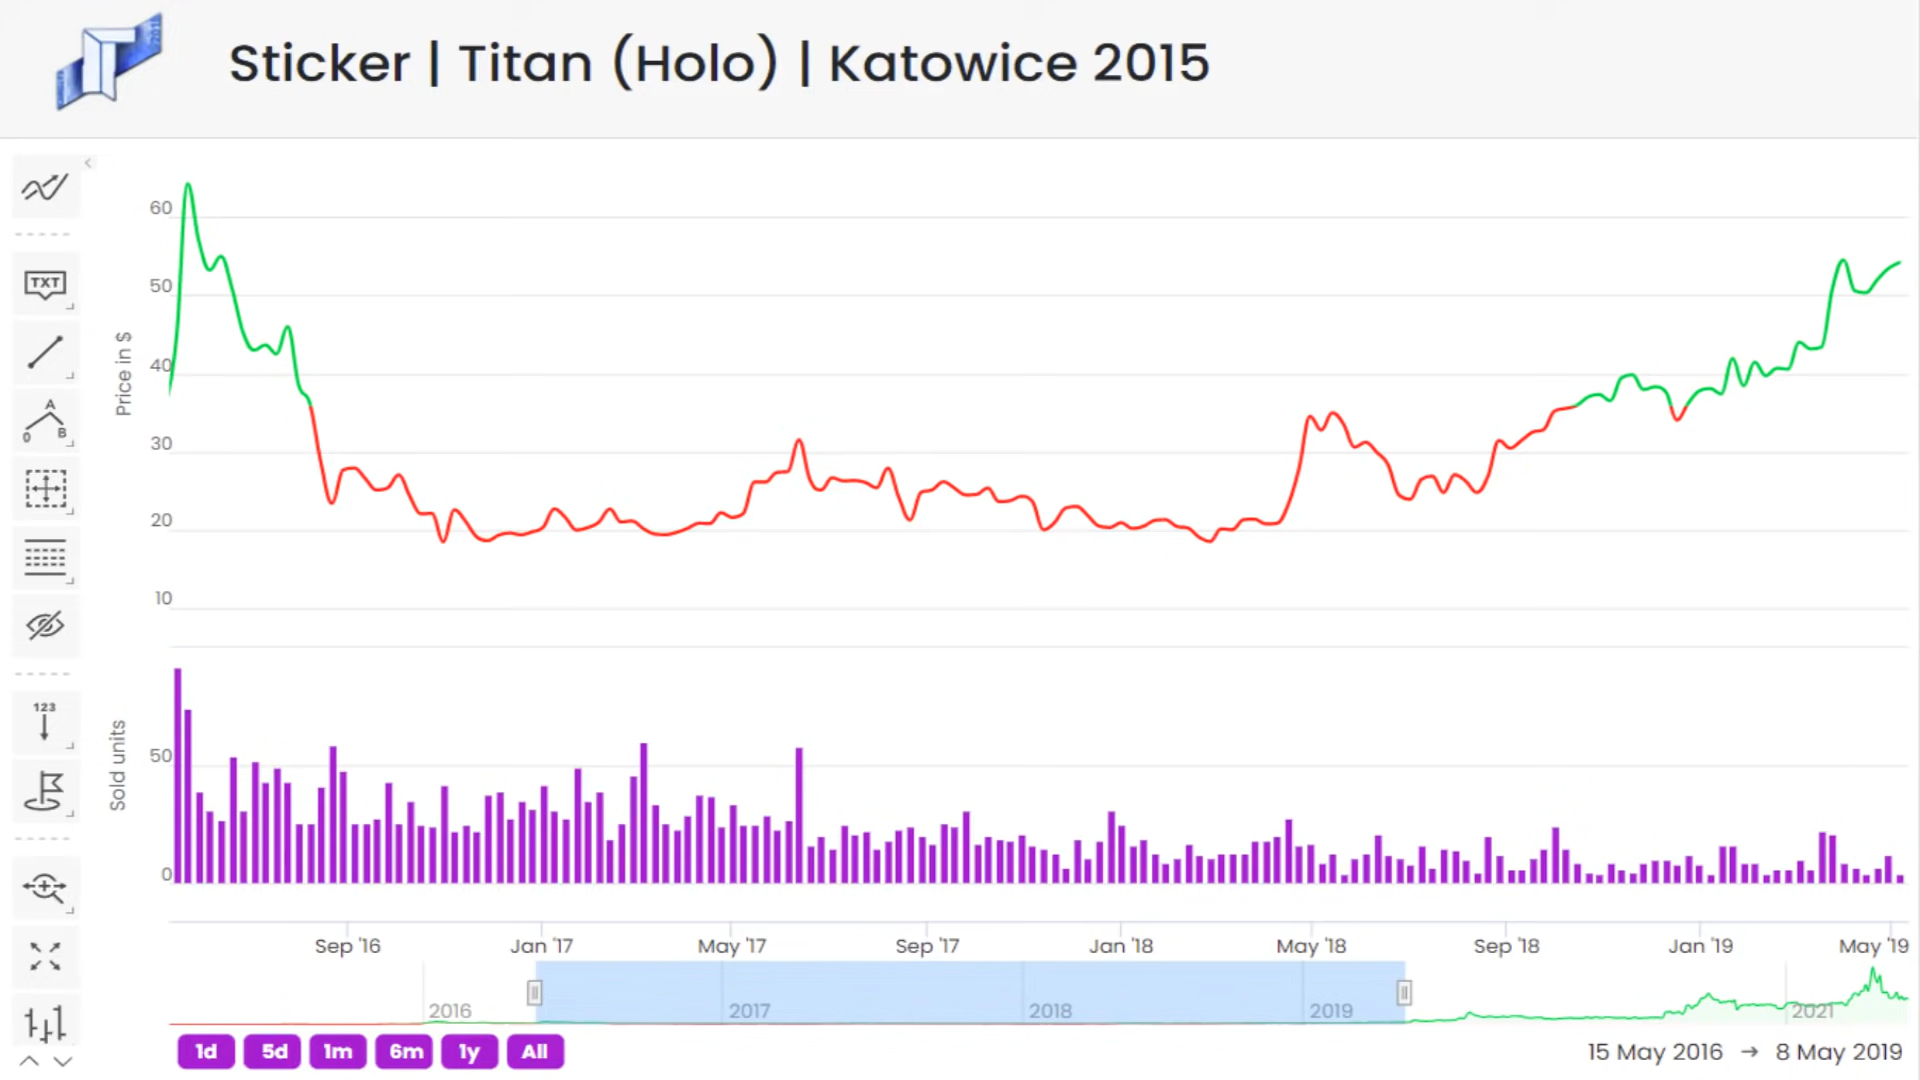 Sticker | Titan (Holo) | Katowice 2015
TXT
A
0 B
123
Price in $
60
50
40
30
20
10
Sold units
50
0
Sep '16 Jan '17 May '17 Sep '17 Jan '18 May '18 Sep '18 Jan '19 May '19
2016 2017 2018 2019 2021
1d 5d 1m 6m 1y All
15 May 2016 → 8 May 2019